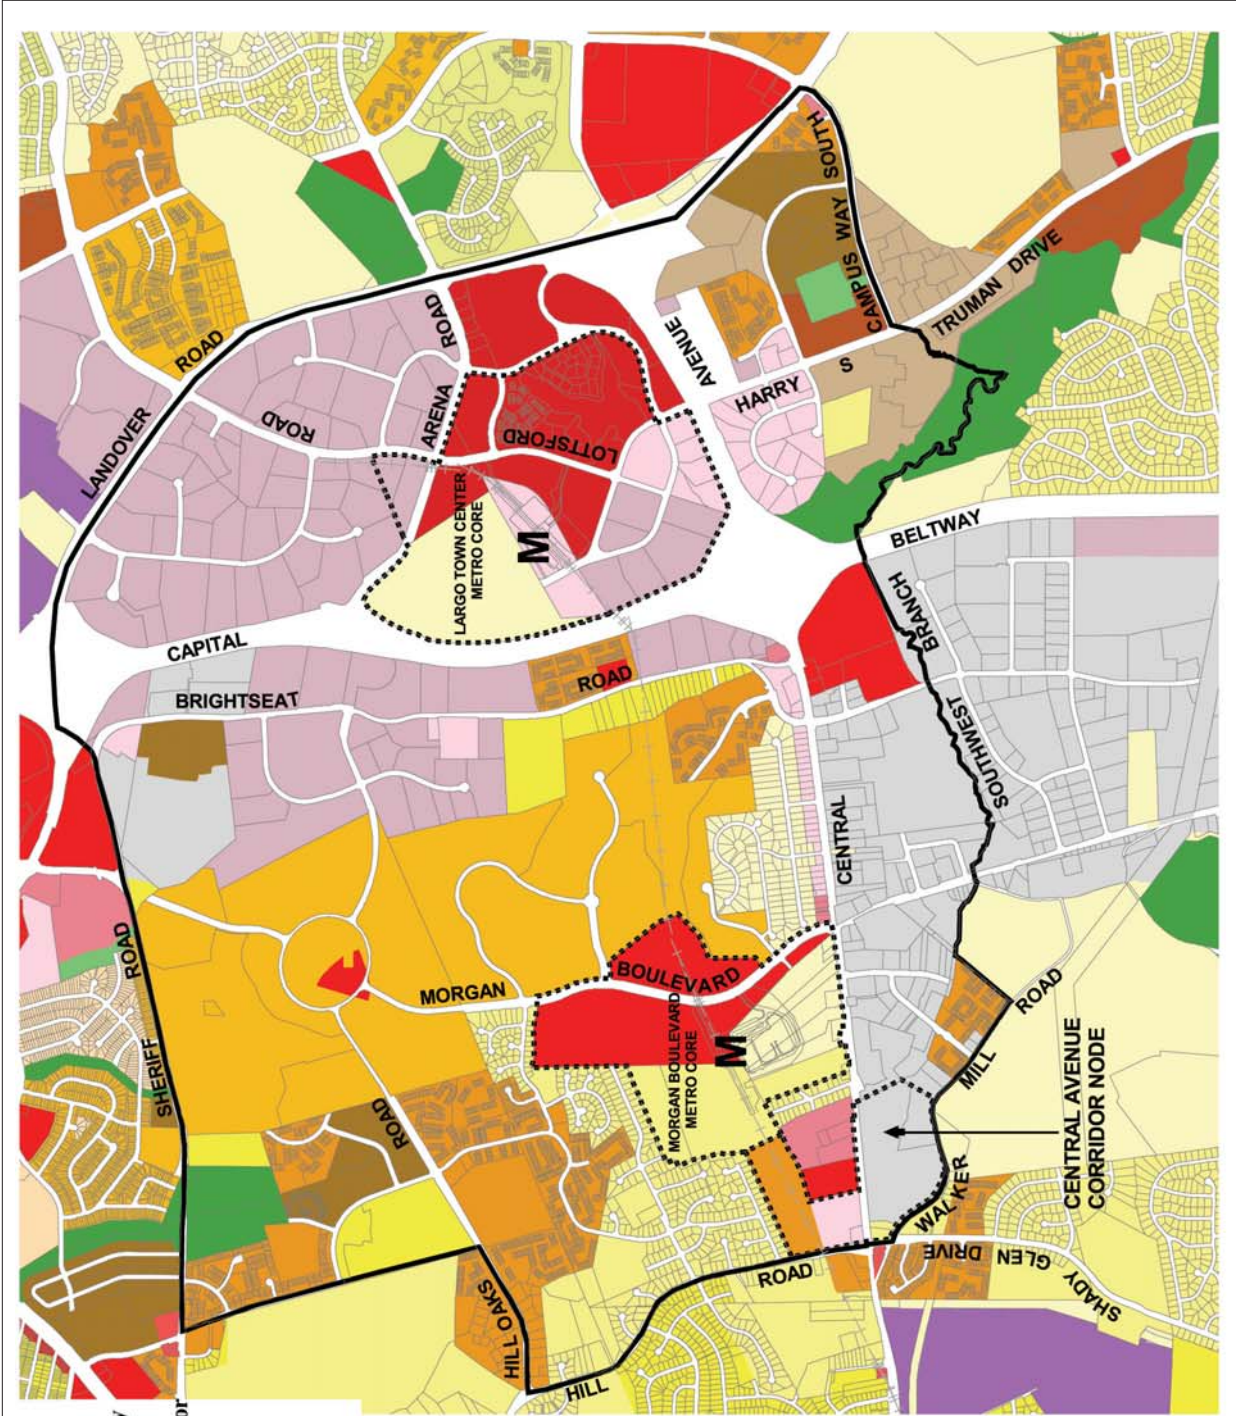 LANDOVER
ROAD
ROAD
ARENA
ROAD
LOTTSFORD
AVENUE
HARRY
S
TRUMAN
DRIVE
CAMPUS WAY SOUTH
LARGO TOWN CENTER
METRO CORE
M
CAPITAL
BELTWAY
BRIGHTSEAT
ROAD
SOUTHWEST
BRANCH
CENTRAL
MORGAN
BOULEVARD
MORGAN BOULEVARD
METRO CORE
M
SHERIFF
ROAD
HILL OAKS
ROAD
HILL
ROAD
WALKER
MILL
ROAD
SHADY
GLEN
DRIVE
CENTRAL AVENUE
CORRIDOR NODE
or